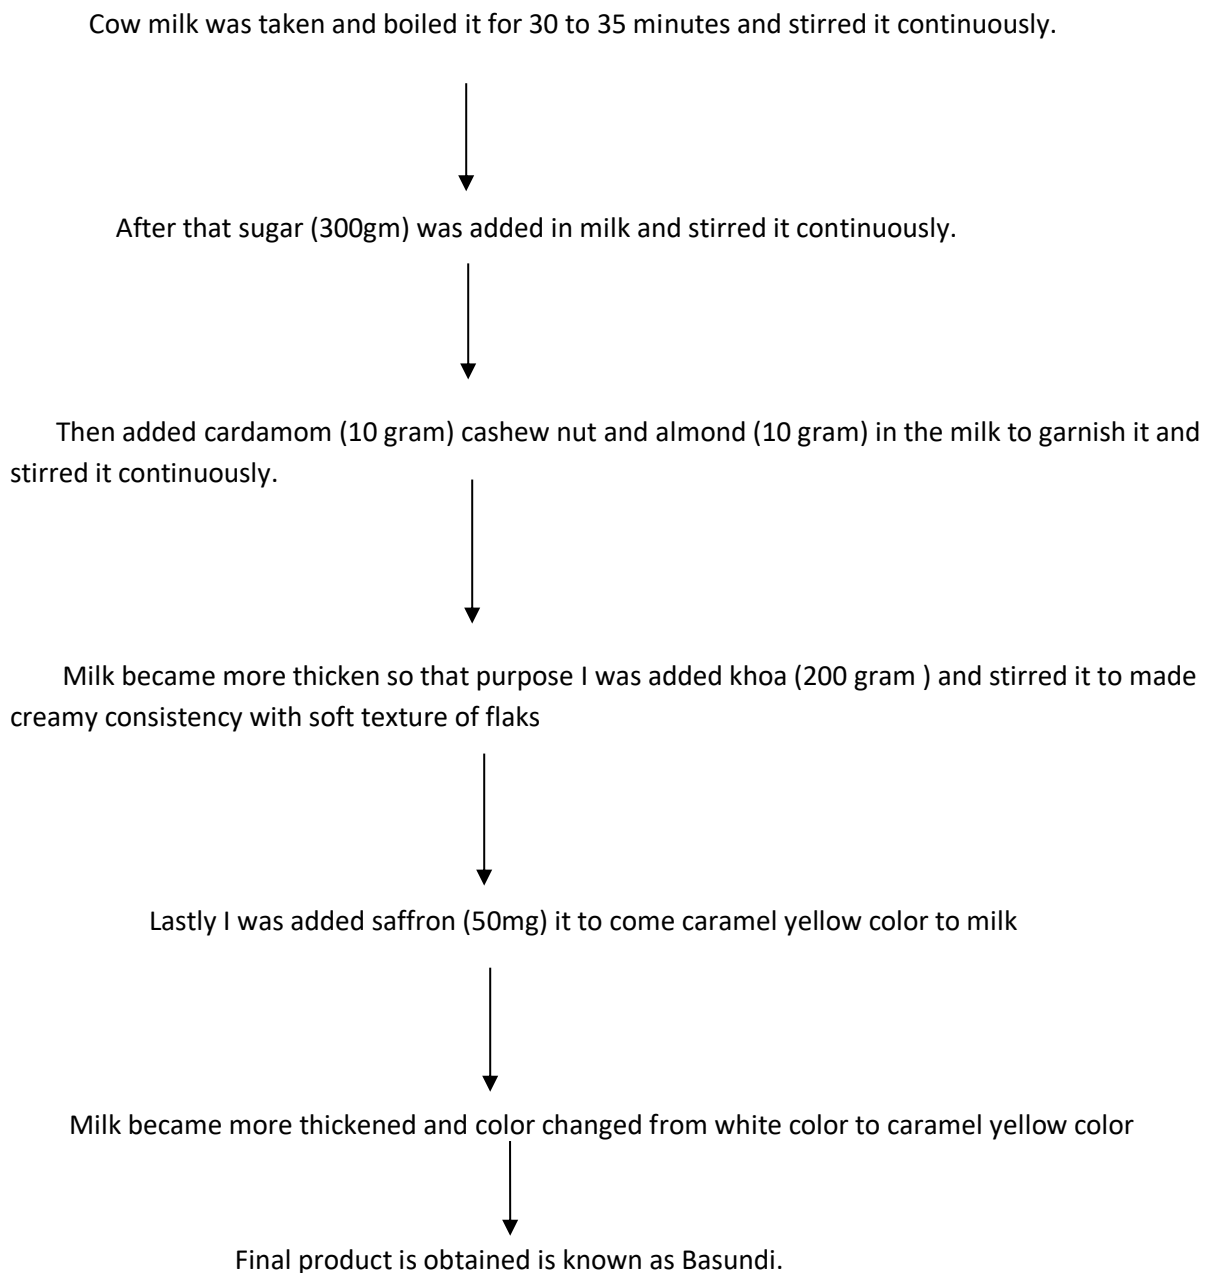 Cow milk was taken and boiled it for 30 to 35 minutes and stirred it continuously.
After that sugar (300gm) was added in milk and stirred it continuously.
Then added cardamom (10 gram) cashew nut and almond (10 gram) in the milk to garnish it and
stirred it continuously.
Milk became more thicken so that purpose I was added khoa (200 gram ) and stirred it to made
creamy consistency with soft texture of flaks
Lastly I was added saffron (50mg) it to come caramel yellow color to milk
Milk became more thickened and color changed from white color to caramel yellow color
Final product is obtained is known as Basundi.